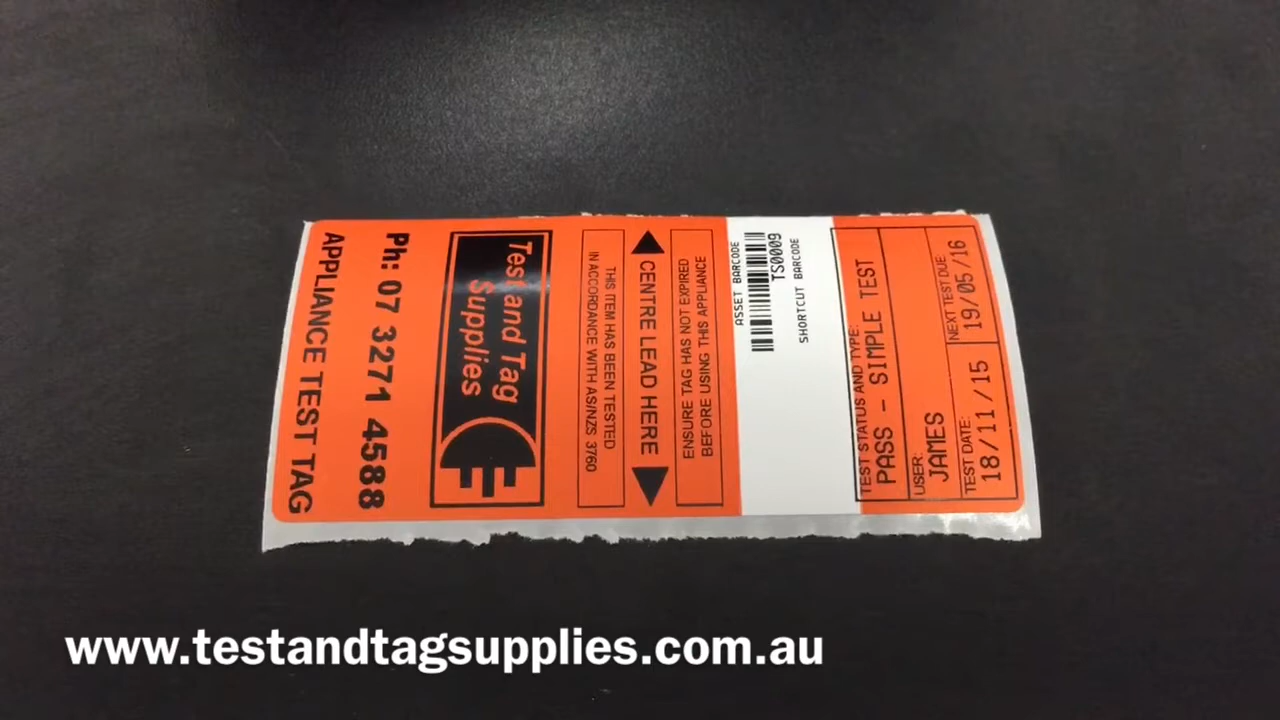 APPLIANCE TEST TAG
Ph: 07 3271 4588
Test and Tag
Supplies
THIS ITEM HAS BEEN TESTED
IN ACCORDANCE WITH AS/NZS 3760
CENTRE LEAD HERE
ENSURE TAG HAS NOT EXPIRED
BEFORE USING THIS APPLIANCE
ASSET BARCODE
TS0009
SHORTCUT BARCODE
TEST STATUS AND TYPE:
PASS - SIMPLE TEST
USER:
JAMES
TEST DATE:
18/11/15
NEXT TEST DUE
19/05/16
www.testandtagsupplies.com.au